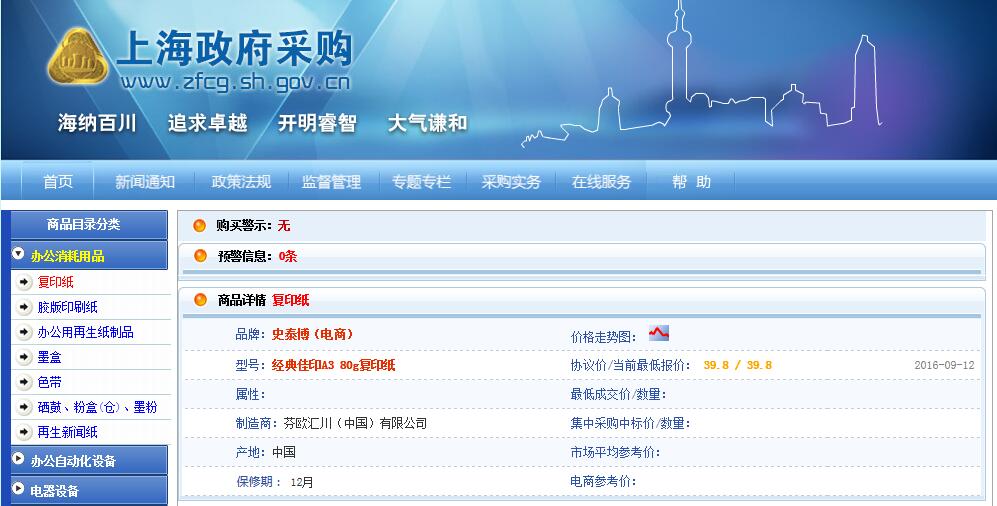 上海政府采购
www.zfcg.sh.gov.cn
海纳百川 追求卓越 开明睿智 大气谦和
首页 新闻通知 政策法规 监督管理 专题专栏 采购实务 在线服务 帮 助
商品目录分类
办公消耗用品
复印纸
胶版印刷纸
办公用再生纸制品
墨盒
色带
硒鼓、粉盒(仓)、墨粉
再生新闻纸
办公自动化设备
电器设备
购买警示：无
预警信息：0条
商品详情 复印纸
品牌： 史泰博（电商） 价格走势图：
型号： 经典佳印A3 80g复印纸 协议价/当前最低报价： 39.8 / 39.8 2016-09-12
属性： 最低成交价/数量：
制造商： 芬欧汇川（中国）有限公司 集中采购中标价/数量：
产地： 中国 市场平均参考价：
保修期： 12月 电商参考价：